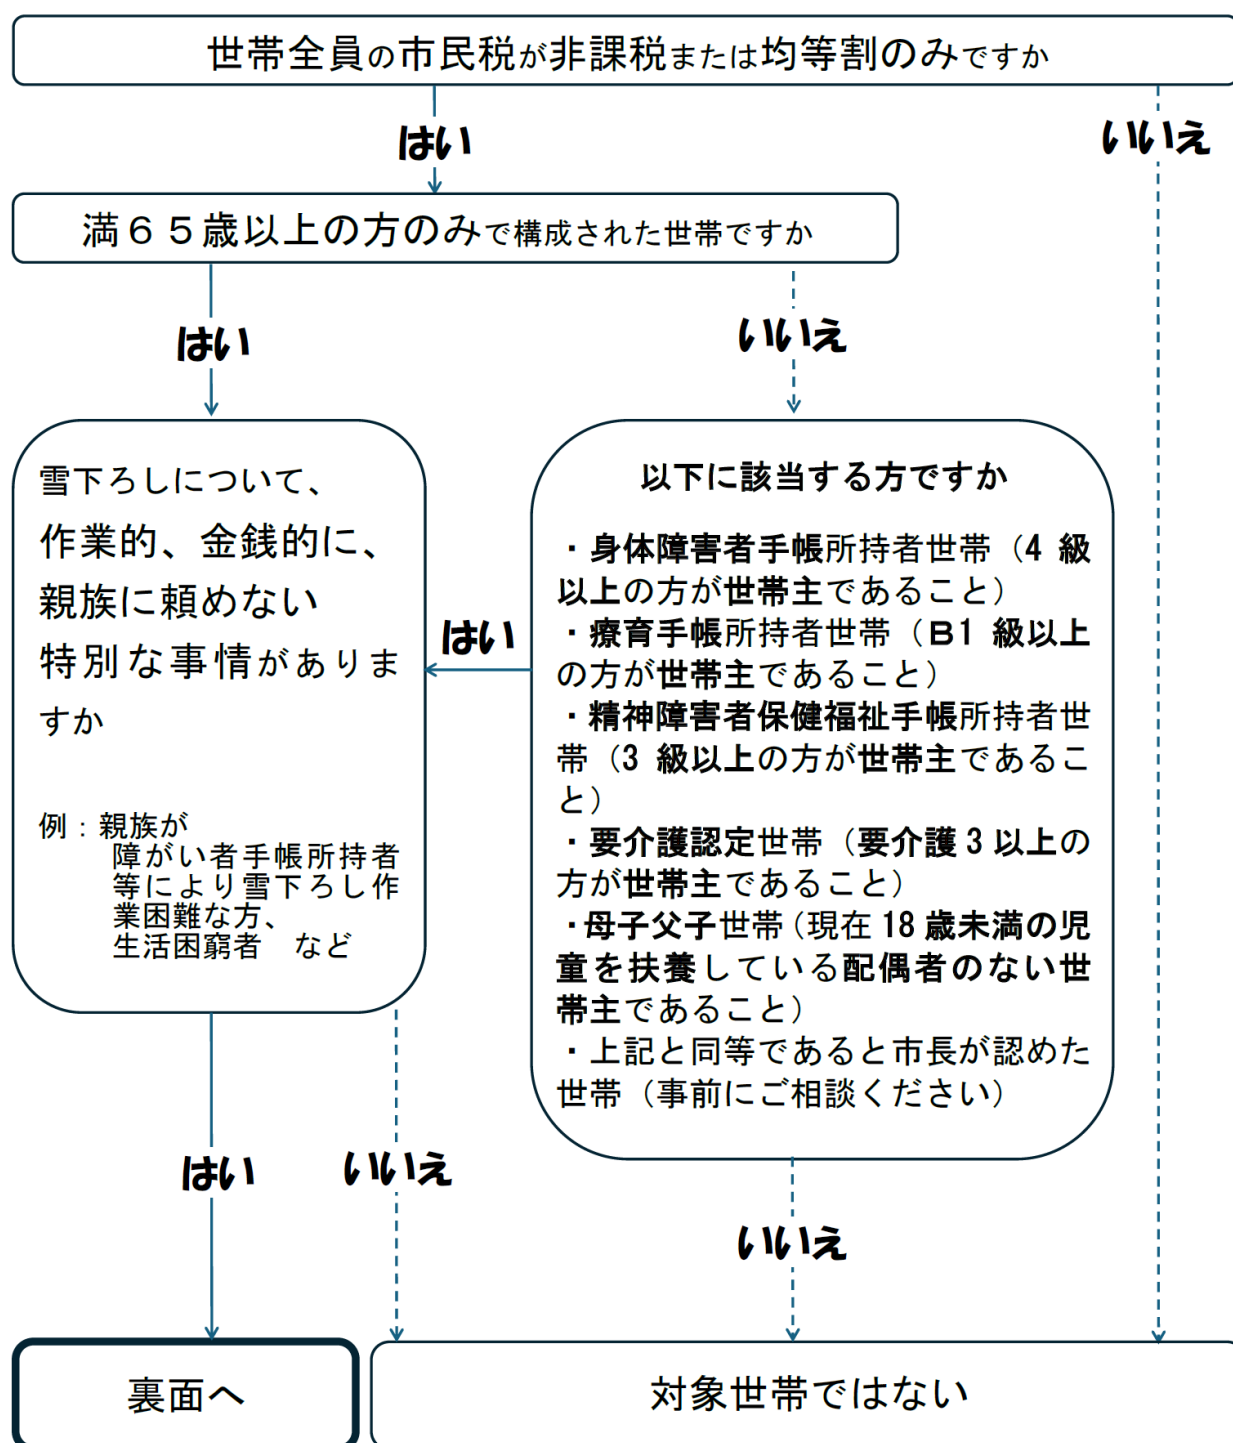 世帯全員の市民税が非課税または均等割のみですか
はい
いいえ
満６５歳以上の方のみで構成された世帯ですか
はい
いいえ
雪下ろしについて、
作業的、金銭的に、
親族に頼めない
特別な事情がありま
すか
例：親族が
障がい者手帳所持者
等により雪下ろし作
業困難な方、
生活困窮者　など
はい
以下に該当する方ですか
・身体障害者手帳所持者世帯（4 級
以上の方が世帯主であること）
・療育手帳所持者世帯（Ｂ1 級以上
の方が世帯主であること）
・精神障害者保健福祉手帳所持者世
帯（3 級以上の方が世帯主であるこ
と）
・要介護認定世帯（要介護 3 以上の
方が世帯主であること）
・母子父子世帯（現在 18 歳未満の児
童を扶養している配偶者のない世
帯主であること）
・上記と同等であると市長が認めた
世帯（事前にご相談ください）
はい
いいえ
いいえ
裏面へ
対象世帯ではない